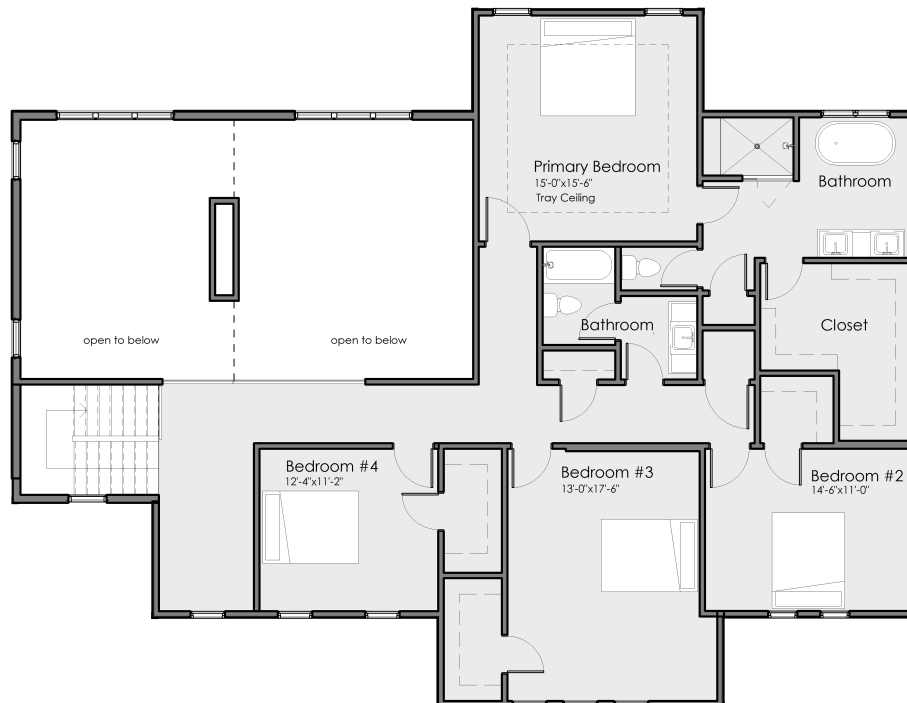 Primary Bedroom
15'-0"x15'-6"
Tray Ceiling
Bathroom
Bathroom
Closet
open to below
open to below
Bedroom #4
12'-4"x11'-2"
Bedroom #3
13'-0"x17'-6"
Bedroom #2
14'-6"x11'-0"